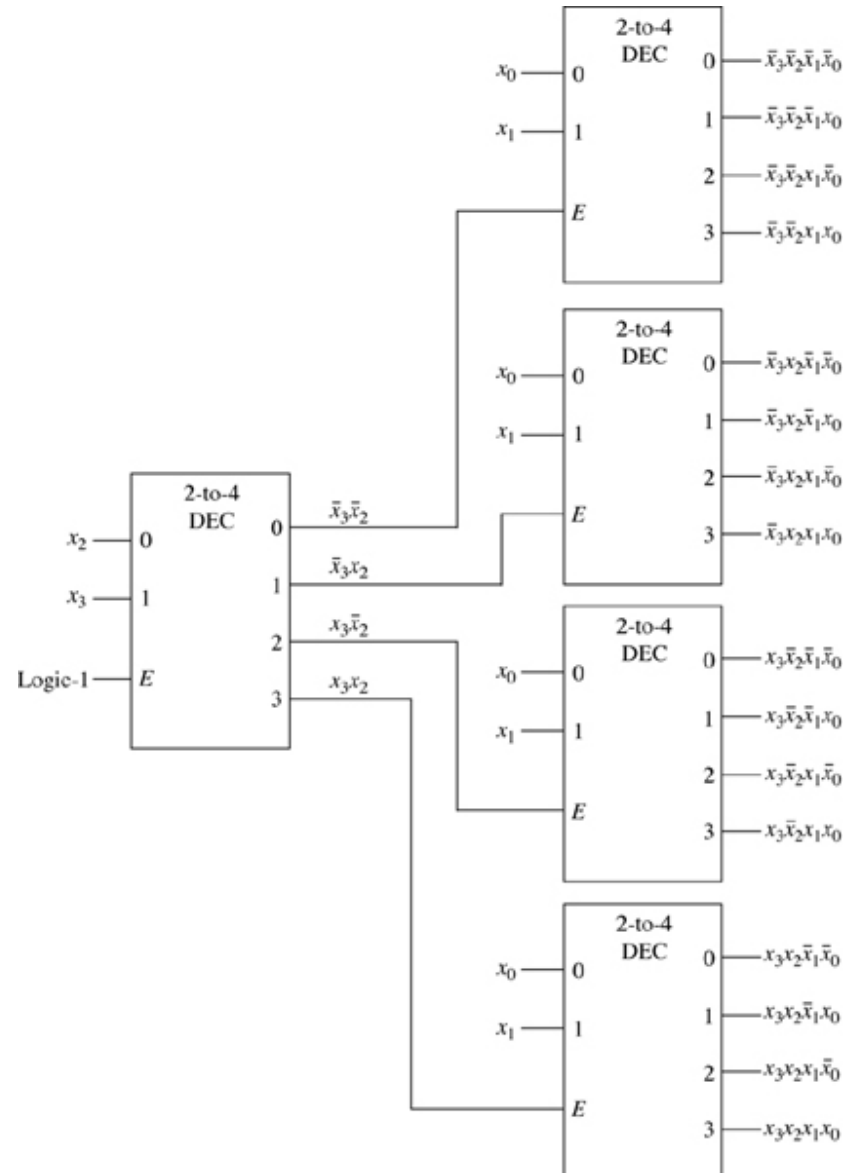 2-to-4
DEC
x₀ 0
x₁ 1
E
0 x̄₃x̄₂x̄₁x̄₀
1 x̄₃x̄₂x̄₁x₀
2 x̄₃x̄₂x₁x̄₀
3 x̄₃x̄₂x₁x₀
2-to-4
DEC
x₀ 0
x₁ 1
E
0 x̄₃x₂x̄₁x̄₀
1 x̄₃x₂x̄₁x₀
2 x̄₃x₂x₁x̄₀
3 x̄₃x₂x₁x₀
2-to-4
DEC
x₂ 0
x₃ 1
Logic-1 E
0 x̄₃x̄₂
1 x̄₃x₂
2 x₃x̄₂
3 x₃x₂
2-to-4
DEC
x₀ 0
x₁ 1
E
0 x₃x̄₂x̄₁x̄₀
1 x₃x̄₂x̄₁x₀
2 x₃x̄₂x₁x̄₀
3 x₃x̄₂x₁x₀
2-to-4
DEC
x₀ 0
x₁ 1
E
0 x₃x₂x̄₁x̄₀
1 x₃x₂x̄₁x₀
2 x₃x₂x₁x̄₀
3 x₃x₂x₁x₀